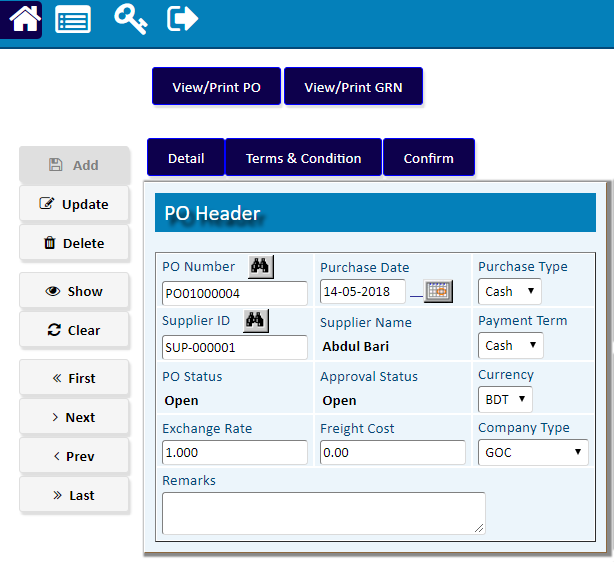 View/Print PO View/Print GRN
Detail Terms & Condition Confirm
Add
Update
Delete
Show
Clear
First
Next
Prev
Last
PO Header
PO Number Purchase Date Purchase Type
PO01000004 14-05-2018 Cash
Supplier ID Supplier Name Payment Term
SUP-000001 Abdul Bari Cash
PO Status Approval Status Currency
Open Open BDT
Exchange Rate Freight Cost Company Type
1.000 0.00 GOC
Remarks